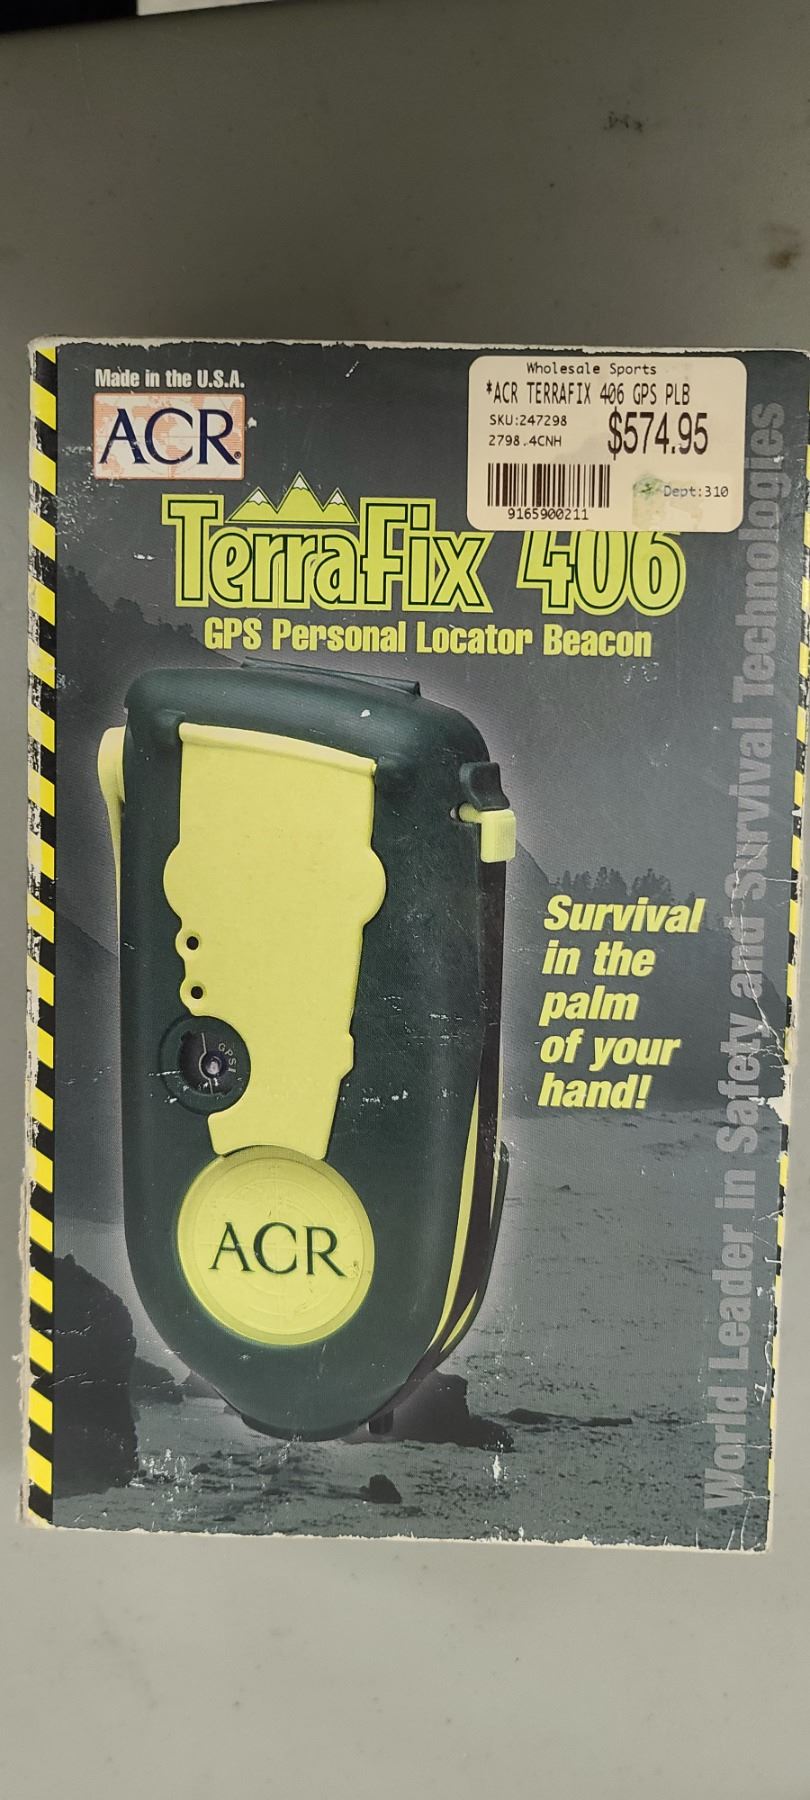 Made in the U.S.A.
ACR®
Wholesale Sports
*ACR TERRAFIX 406 GPS PLB
SKU:247298
2798.4CNH
$574.95
9165900211
Dept:310
TerraFix 406
GPS Personal Locator Beacon
GPS I
ACR®
Survival
in the
palm
of your
hand!
World Leader in Safety and Survival Technologies